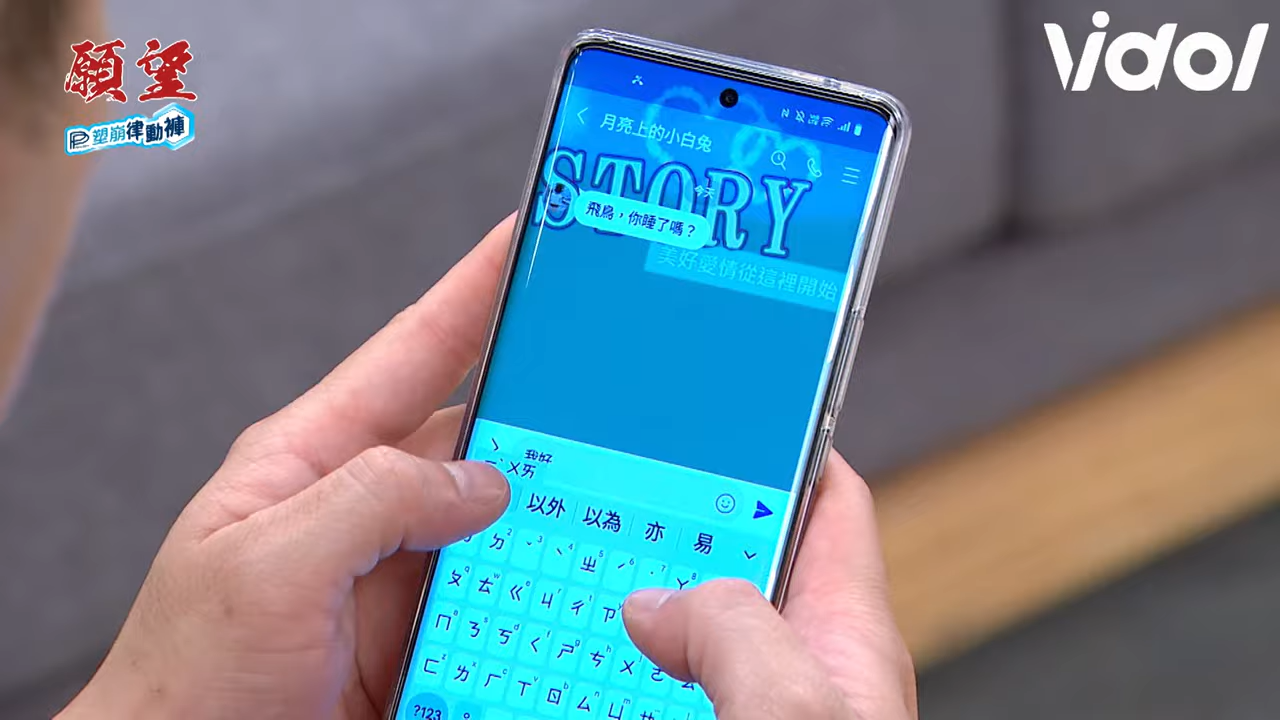 願望
塑崩律動褲
Vidol
月亮上的小白兔
今天
STORY
飛鳥，你睡了嗎？
美好愛情從這裡開始
我好
ㄧˋㄨㄞ
以外 以為 亦 易
ㄉ ˇ ˋ ㄓ ˊ ˙ ㄚ
ㄆ ㄊ ㄍ ㄐ ㄔ ㄗ
ㄇ ㄋ ㄎ ㄑ ㄕ ㄘ ㄨ ㄜ ㄠ
ㄈ ㄌ ㄏ ㄒ ㄖ ㄙ ㄩ
?123